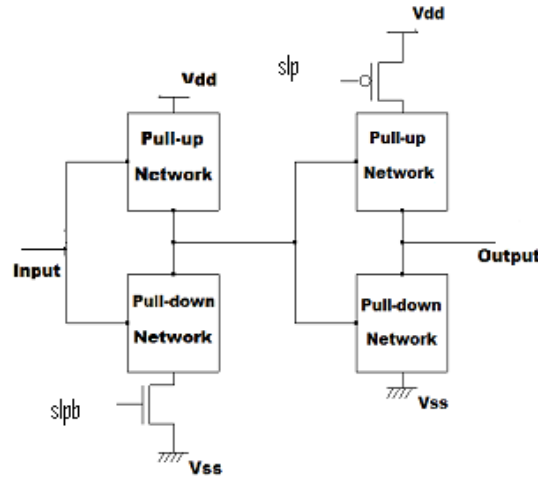 Vdd
slp
Vdd
Pull-up
Network
Pull-up
Network
Input
Output
Pull-down
Network
Pull-down
Network
slpb
Vss
Vss